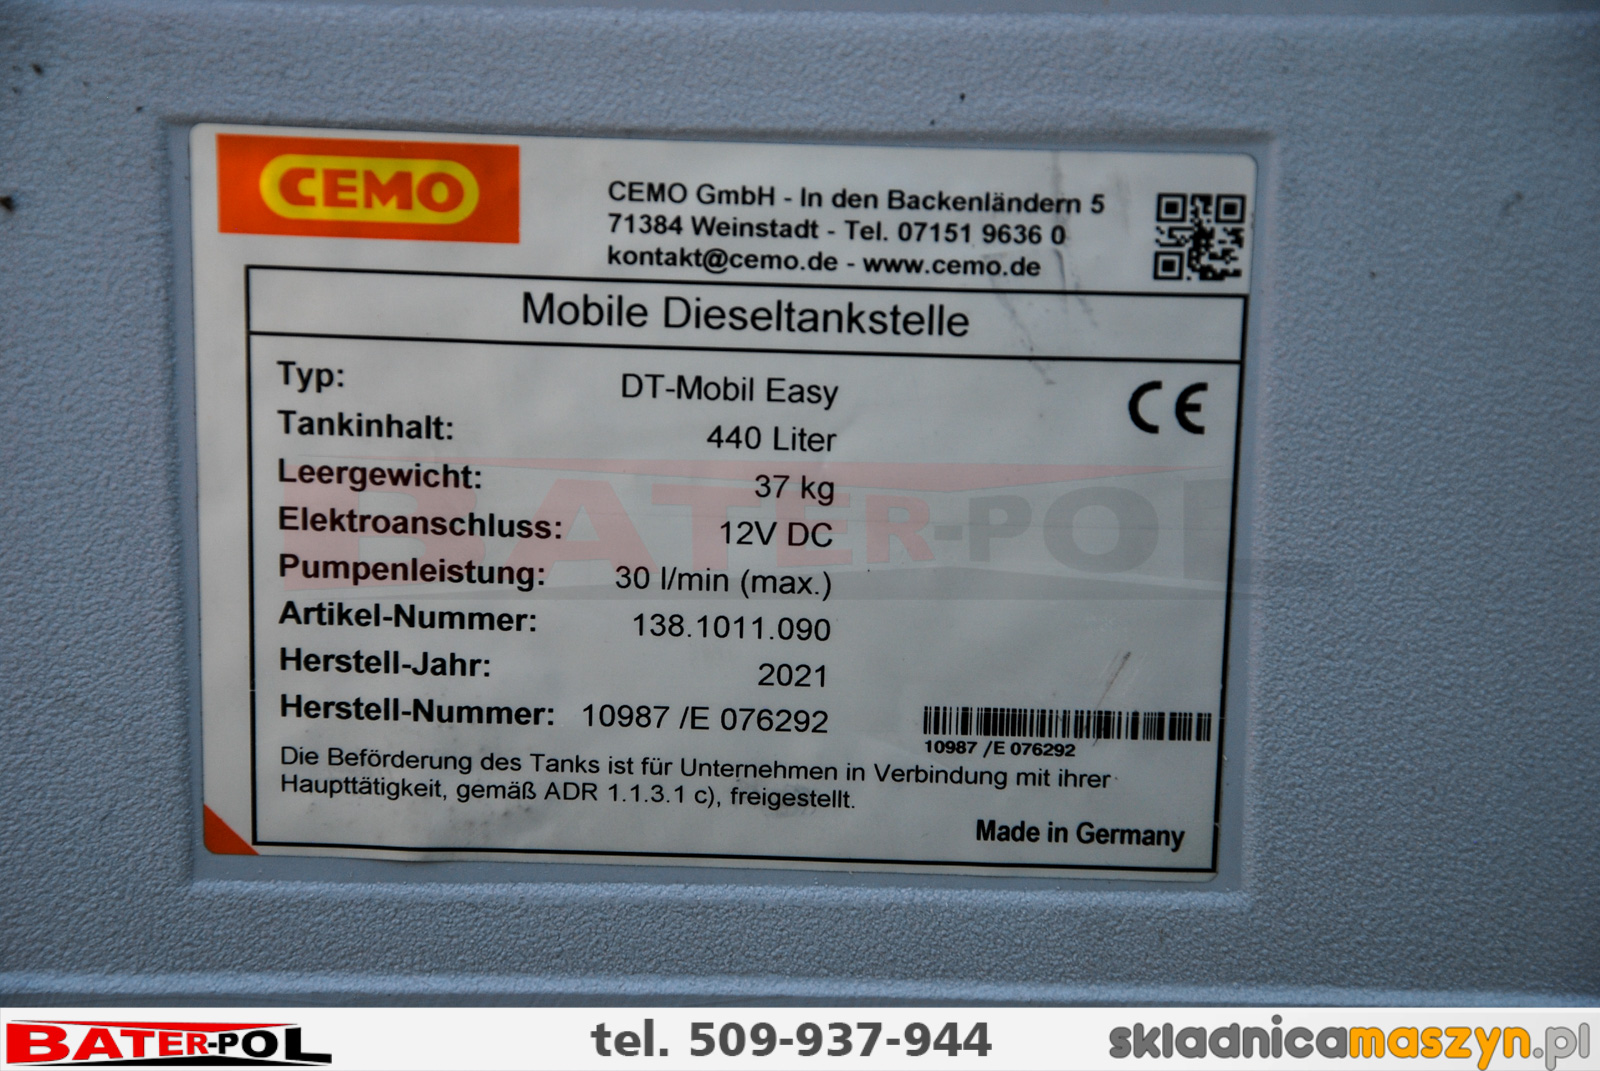 CEMO
CEMO GmbH - In den Backenländern 5
71384 Weinstadt - Tel. 07151 9636 0
kontakt@cemo.de - www.cemo.de
Mobile Dieseltankstelle
Typ: DT-Mobil Easy
Tankinhalt: 440 Liter
Leergewicht: 37 kg
Elektroanschluss: 12V DC
Pumpenleistung: 30 l/min (max.)
Artikel-Nummer: 138.1011.090
Herstell-Jahr: 2021
Herstell-Nummer: 10987 /E 076292
CE
10987 /E 076292
Die Beförderung des Tanks ist für Unternehmen in Verbindung mit ihrer
Haupttätigkeit, gemäß ADR 1.1.3.1 c), freigestellt.
Made in Germany
BATER-POL
BATER-POL
tel. 509-937-944
skladnicamaszyn.pl